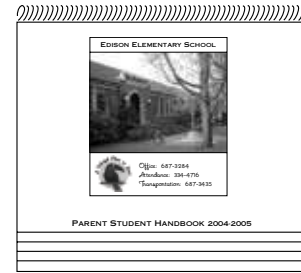 EDISON ELEMENTARY SCHOOL
Office: 687-3284
Attendance: 334-4716
Transportation: 687-3435
PARENT STUDENT HANDBOOK 2004-2005